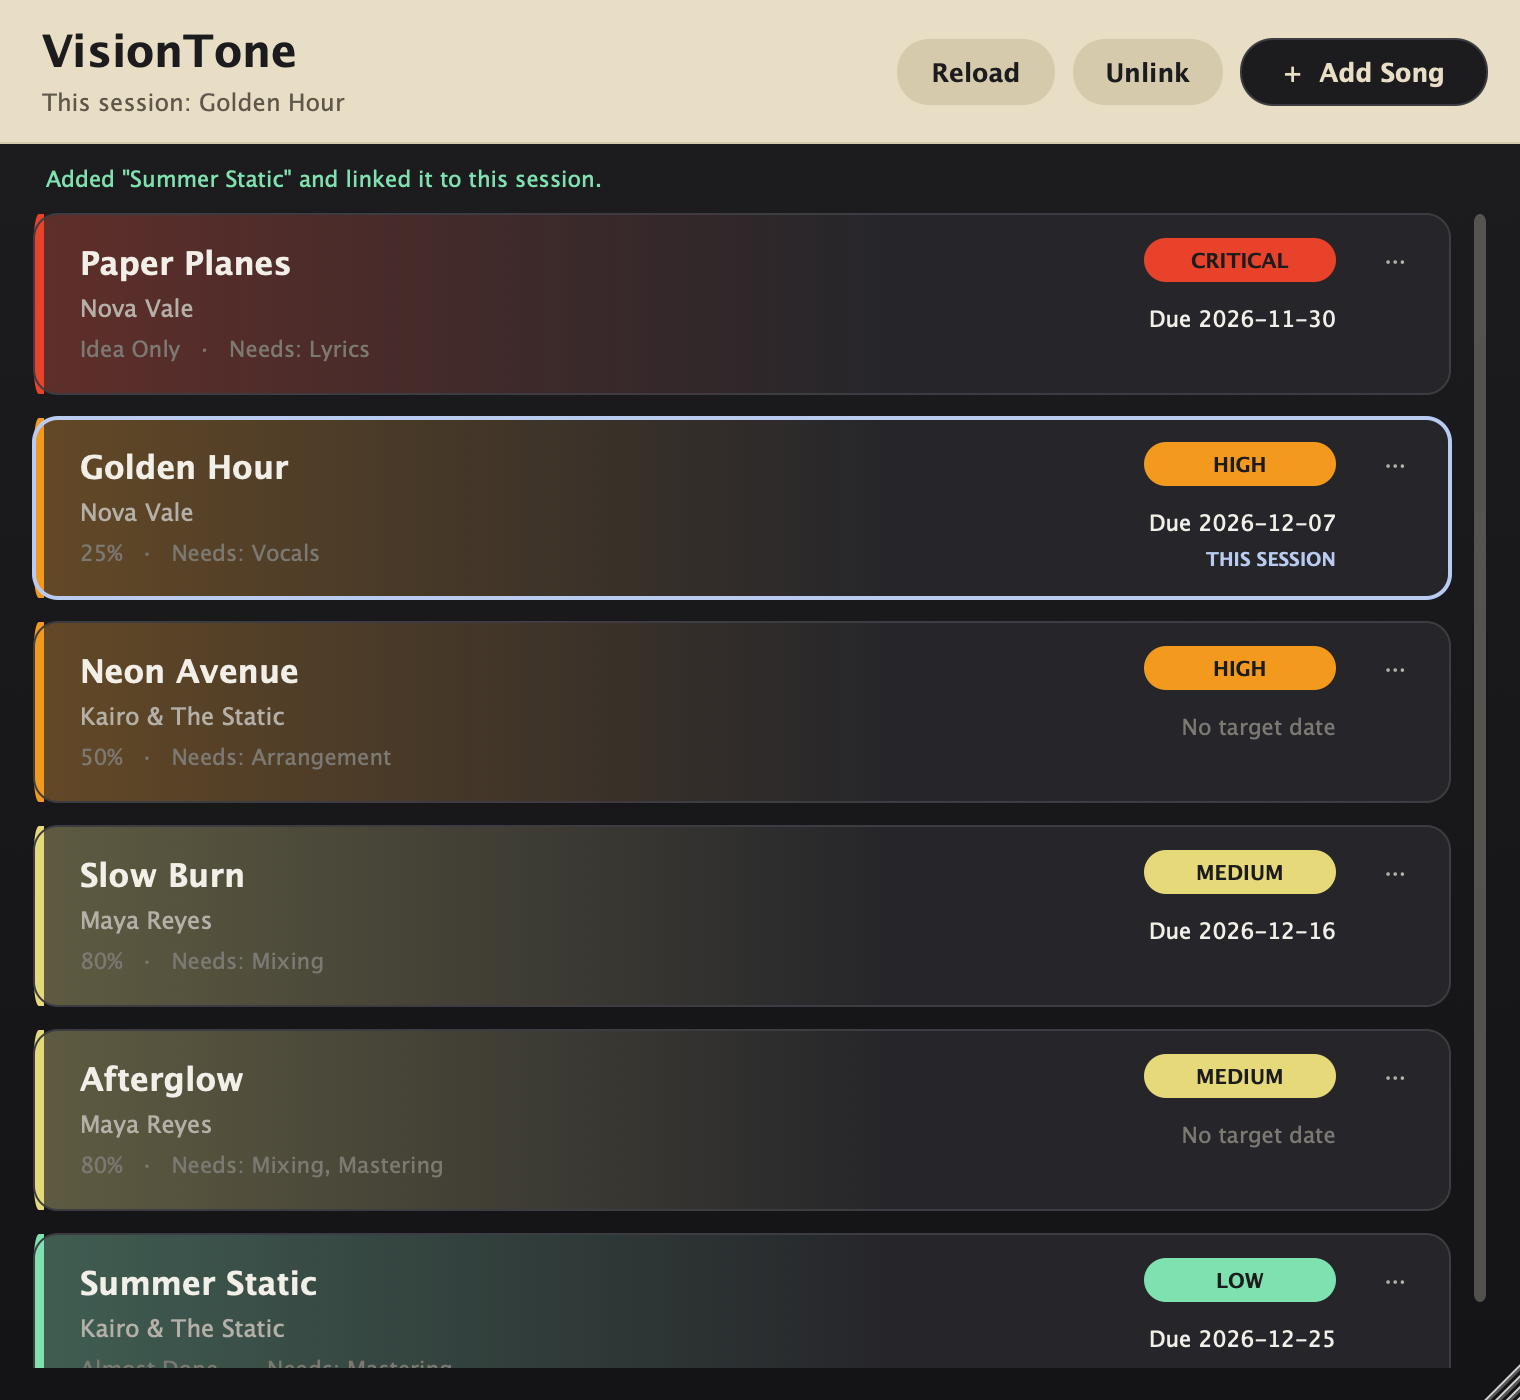 VisionTone
This session: Golden Hour
Reload
Unlink
+ Add Song
Added "Summer Static" and linked it to this session.
Paper Planes
Nova Vale
Idea Only · Needs: Lyrics
CRITICAL
...
Due 2026-11-30
Golden Hour
Nova Vale
25% · Needs: Vocals
HIGH
...
Due 2026-12-07
THIS SESSION
Neon Avenue
Kairo & The Static
50% · Needs: Arrangement
HIGH
...
No target date
Slow Burn
Maya Reyes
80% · Needs: Mixing
MEDIUM
...
Due 2026-12-16
Afterglow
Maya Reyes
80% · Needs: Mixing, Mastering
MEDIUM
...
No target date
Summer Static
Kairo & The Static
Almost Done Needs: Mastering
LOW
...
Due 2026-12-25